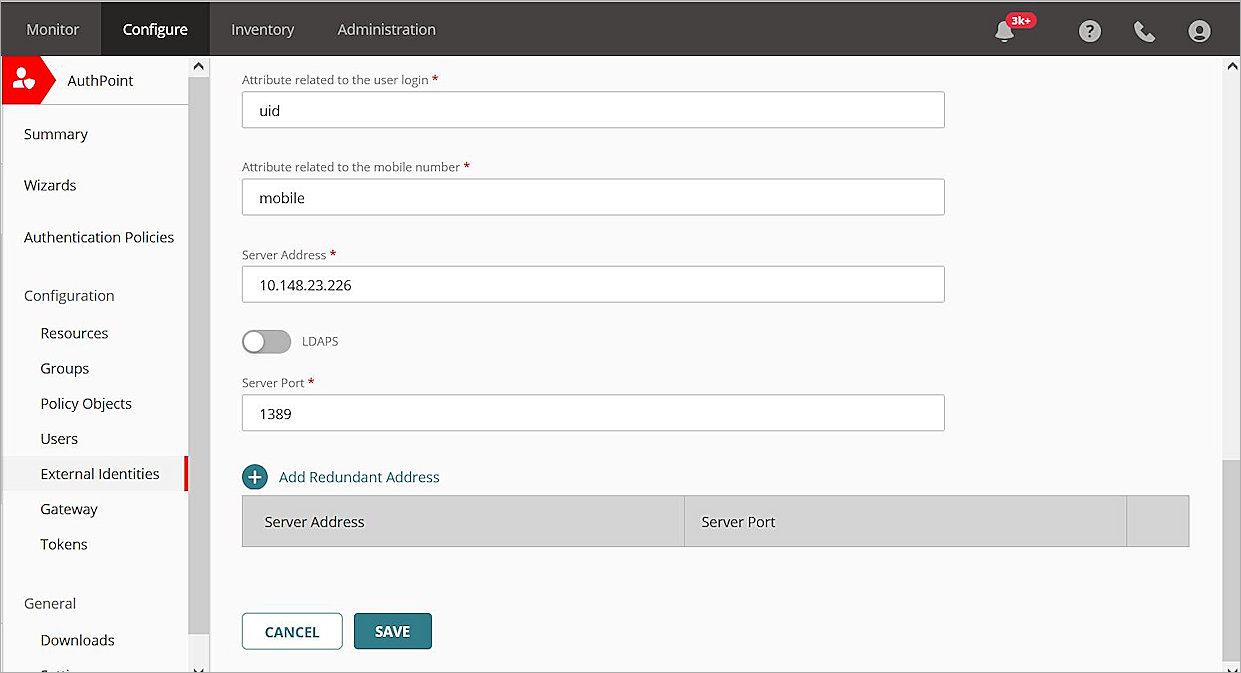 Monitor Configure Inventory Administration 3k+ ?
AuthPoint
Summary
Wizards
Authentication Policies
Configuration
Resources
Groups
Policy Objects
Users
External Identities
Gateway
Tokens
General
Downloads
Attribute related to the user login *
uid
Attribute related to the mobile number *
mobile
Server Address *
10.148.23.226
LDAPS
Server Port *
1389
Add Redundant Address
Server Address Server Port
CANCEL SAVE